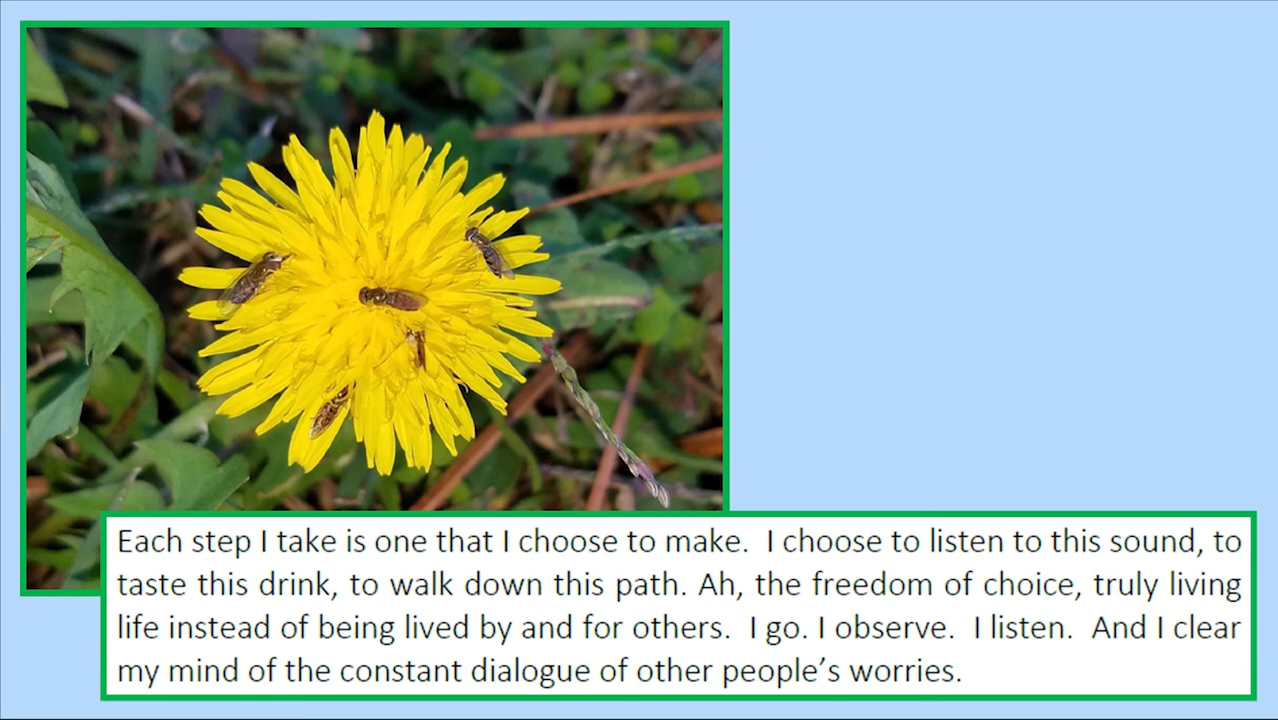 Each step I take is one that I choose to make.  I choose to listen to this sound, to
taste this drink, to walk down this path. Ah, the freedom of choice, truly living
life instead of being lived by and for others.  I go. I observe.  I listen.  And I clear
my mind of the constant dialogue of other people’s worries.